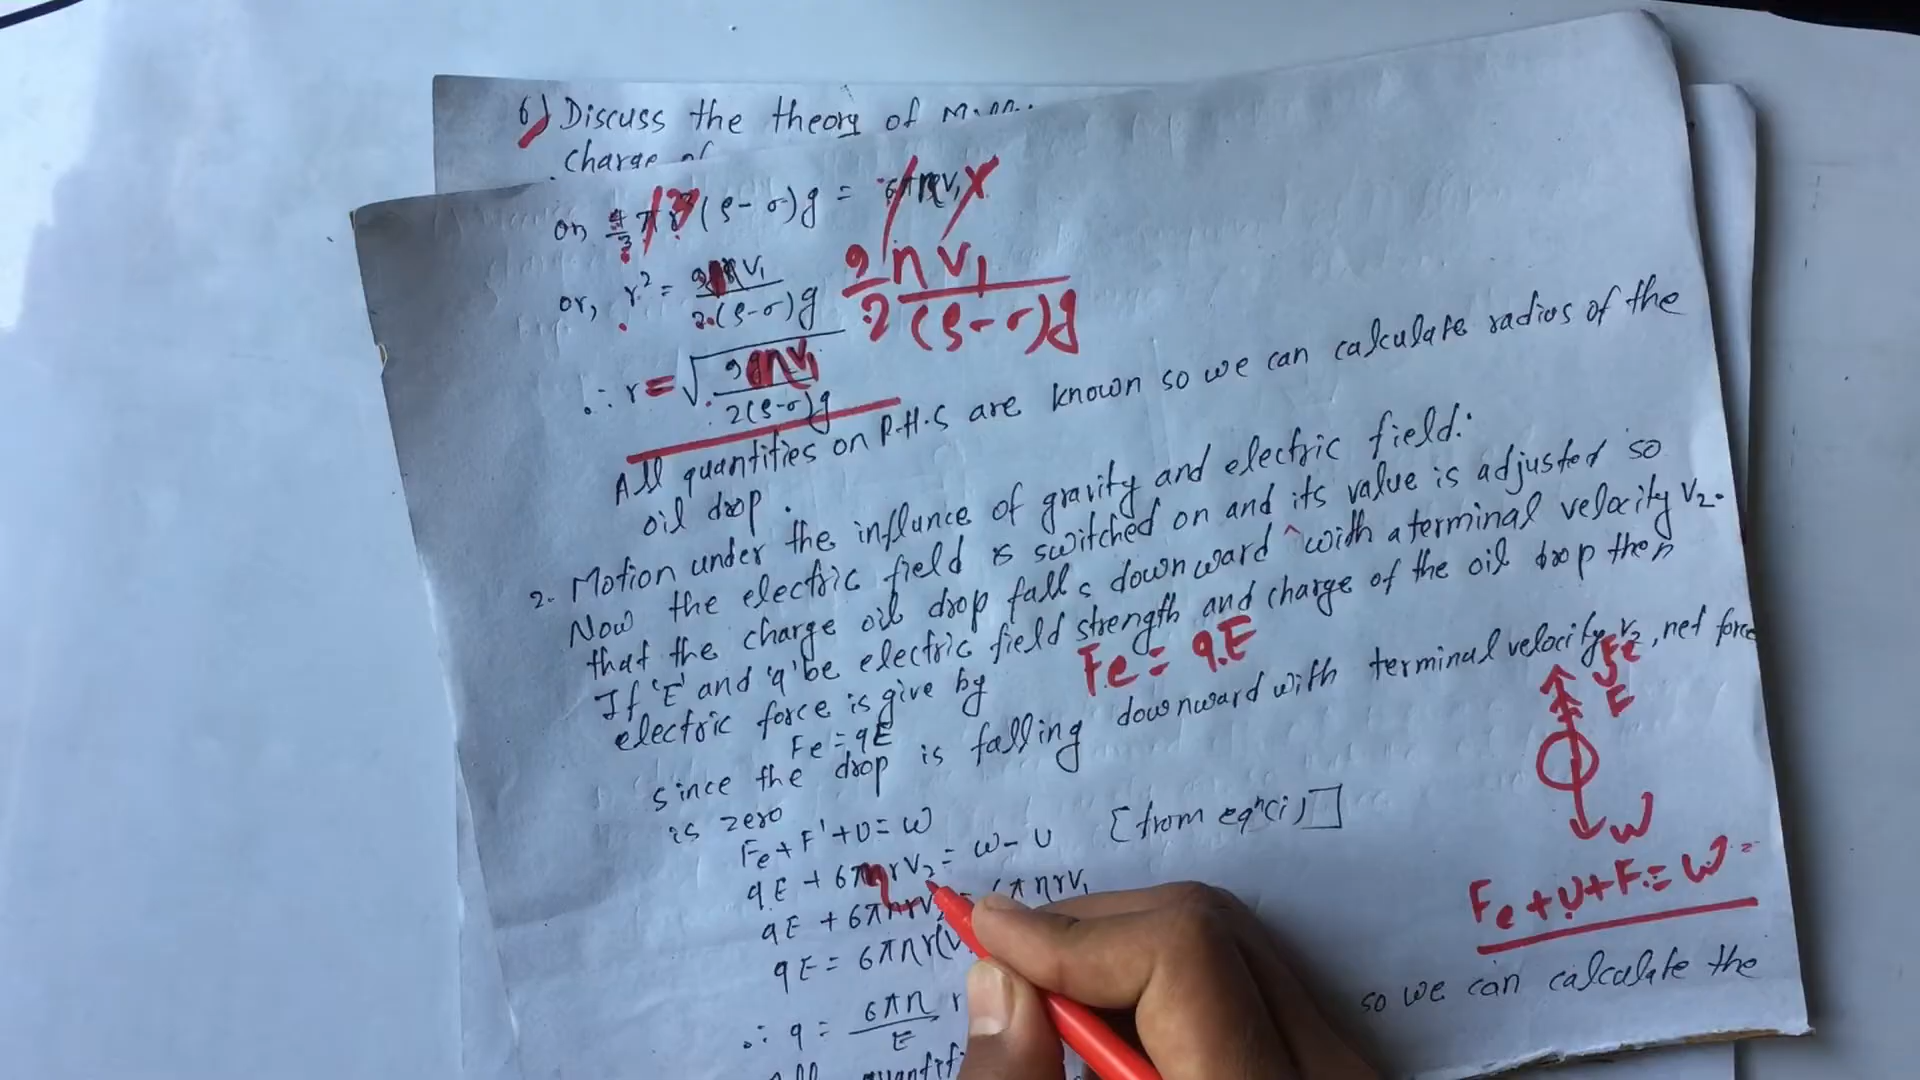 6) Discuss the theory of
charge of
or, 4/3 π r³ (ρ-σ)g = 6πηrv₁
or, r² = 9ηv₁ / 2(ρ-σ)g
9/2 ηv₁ / (ρ-σ)g
∴ r = √(9ηv₁ / 2(ρ-σ)g)
All quantities on R.H.S are known so we can calculate radius of the
oil drop.
2. Motion under the influnce of gravity and electric field:
Now the electric field is switched on and its value is adjusted so
that the charge oil drop falls downward ^ with a terminal velocity v₂.
If 'E' and 'q' be electric field strength and charge of the oil drop then
electric force is give by
Fe = q.E
Fe = qE
since the drop is falling downward with terminal velocity v₂, net force
is zero
Fe
E
W
Fe + F' + U = W
qE + 6πηrv₂ = W - U [from eqⁿ(i)]
Fe + U + F = W
qE + 6πηrv₂ = 6πηrv₁
qE = 6πηr(v
∴ q = 6πη/E r
so we can calculate the
All